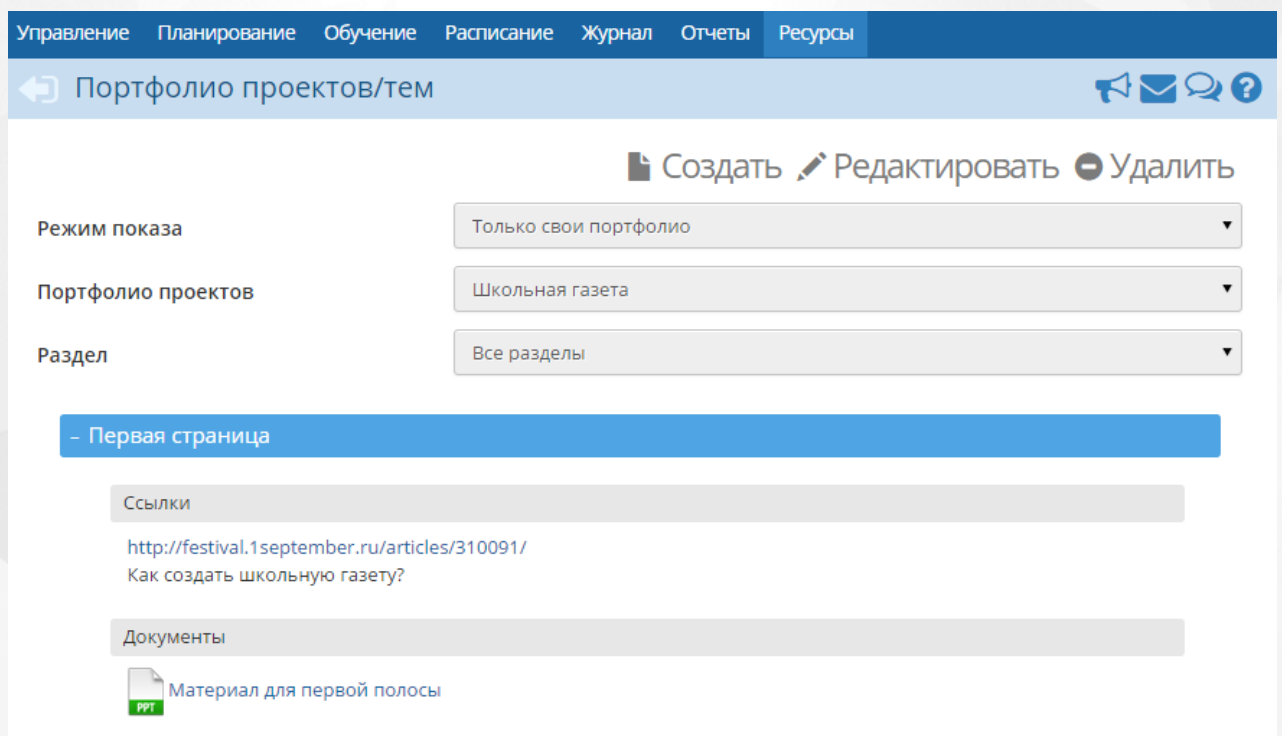 Управление Планирование Обучение Расписание Журнал Отчеты Ресурсы
Портфолио проектов/тем
Создать Редактировать Удалить
Режим показа Только свои портфолио
Портфолио проектов Школьная газета
Раздел Все разделы
– Первая страница
Ссылки
http://festival.1september.ru/articles/310091/
Как создать школьную газету?
Документы
PPT Материал для первой полосы